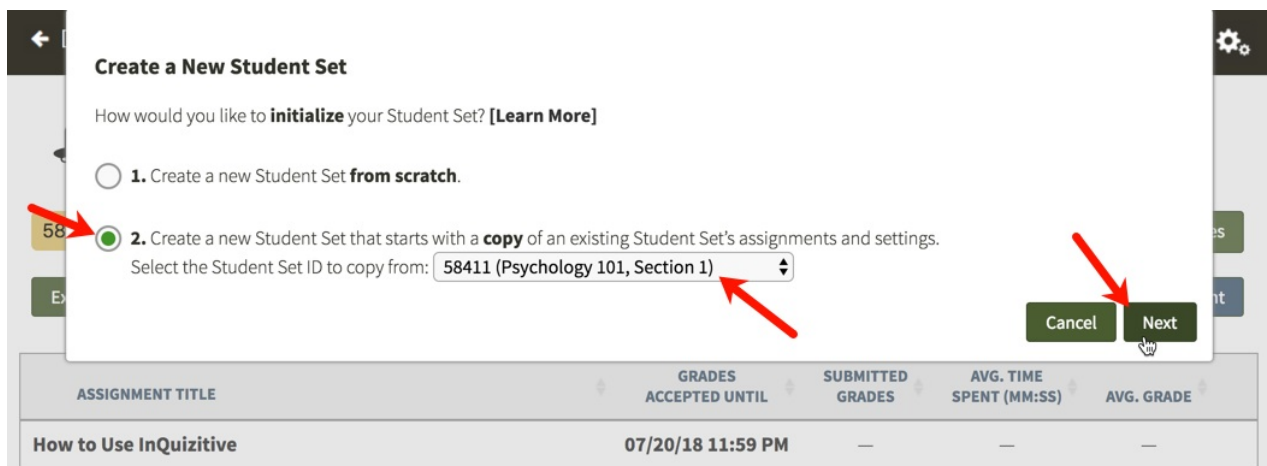 [
Create a New Student Set
How would you like to initialize your Student Set? [Learn More]
1. Create a new Student Set from scratch.
58
2. Create a new Student Set that starts with a copy of an existing Student Set's assignments and settings.
Select the Student Set ID to copy from: 58411 (Psychology 101, Section 1)
Cancel Next
ASSIGNMENT TITLE
GRADES ACCEPTED UNTIL
SUBMITTED GRADES
AVG. TIME SPENT (MM:SS)
AVG. GRADE
How to Use InQuizitive 07/20/18 11:59 PM — — —